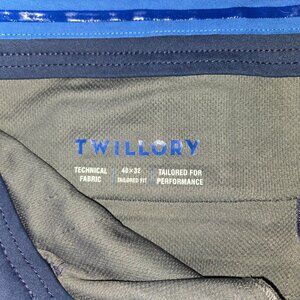 TWILLORY
TECHNICAL FABRIC
40×32 TAILORED FIT
TAILORED FOR PERFORMANCE